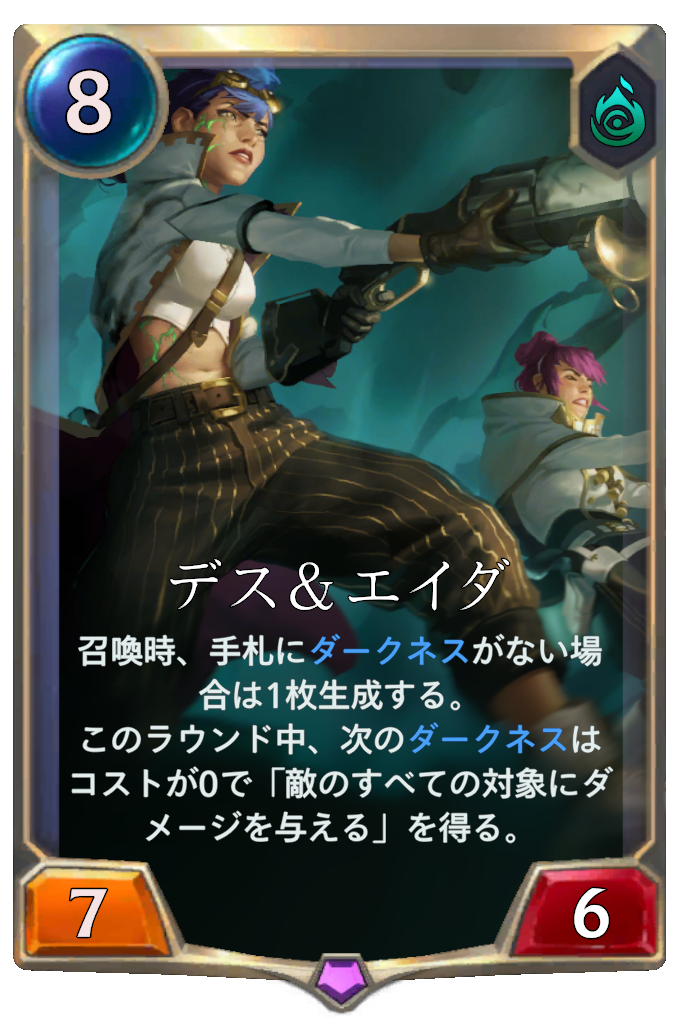 8
デス＆エイダ
召喚時、手札にダークネスがない場
合は1枚生成する。
このラウンド中、次のダークネスは
コストが0で「敵のすべての対象にダ
メージを与える」を得る。
7
6